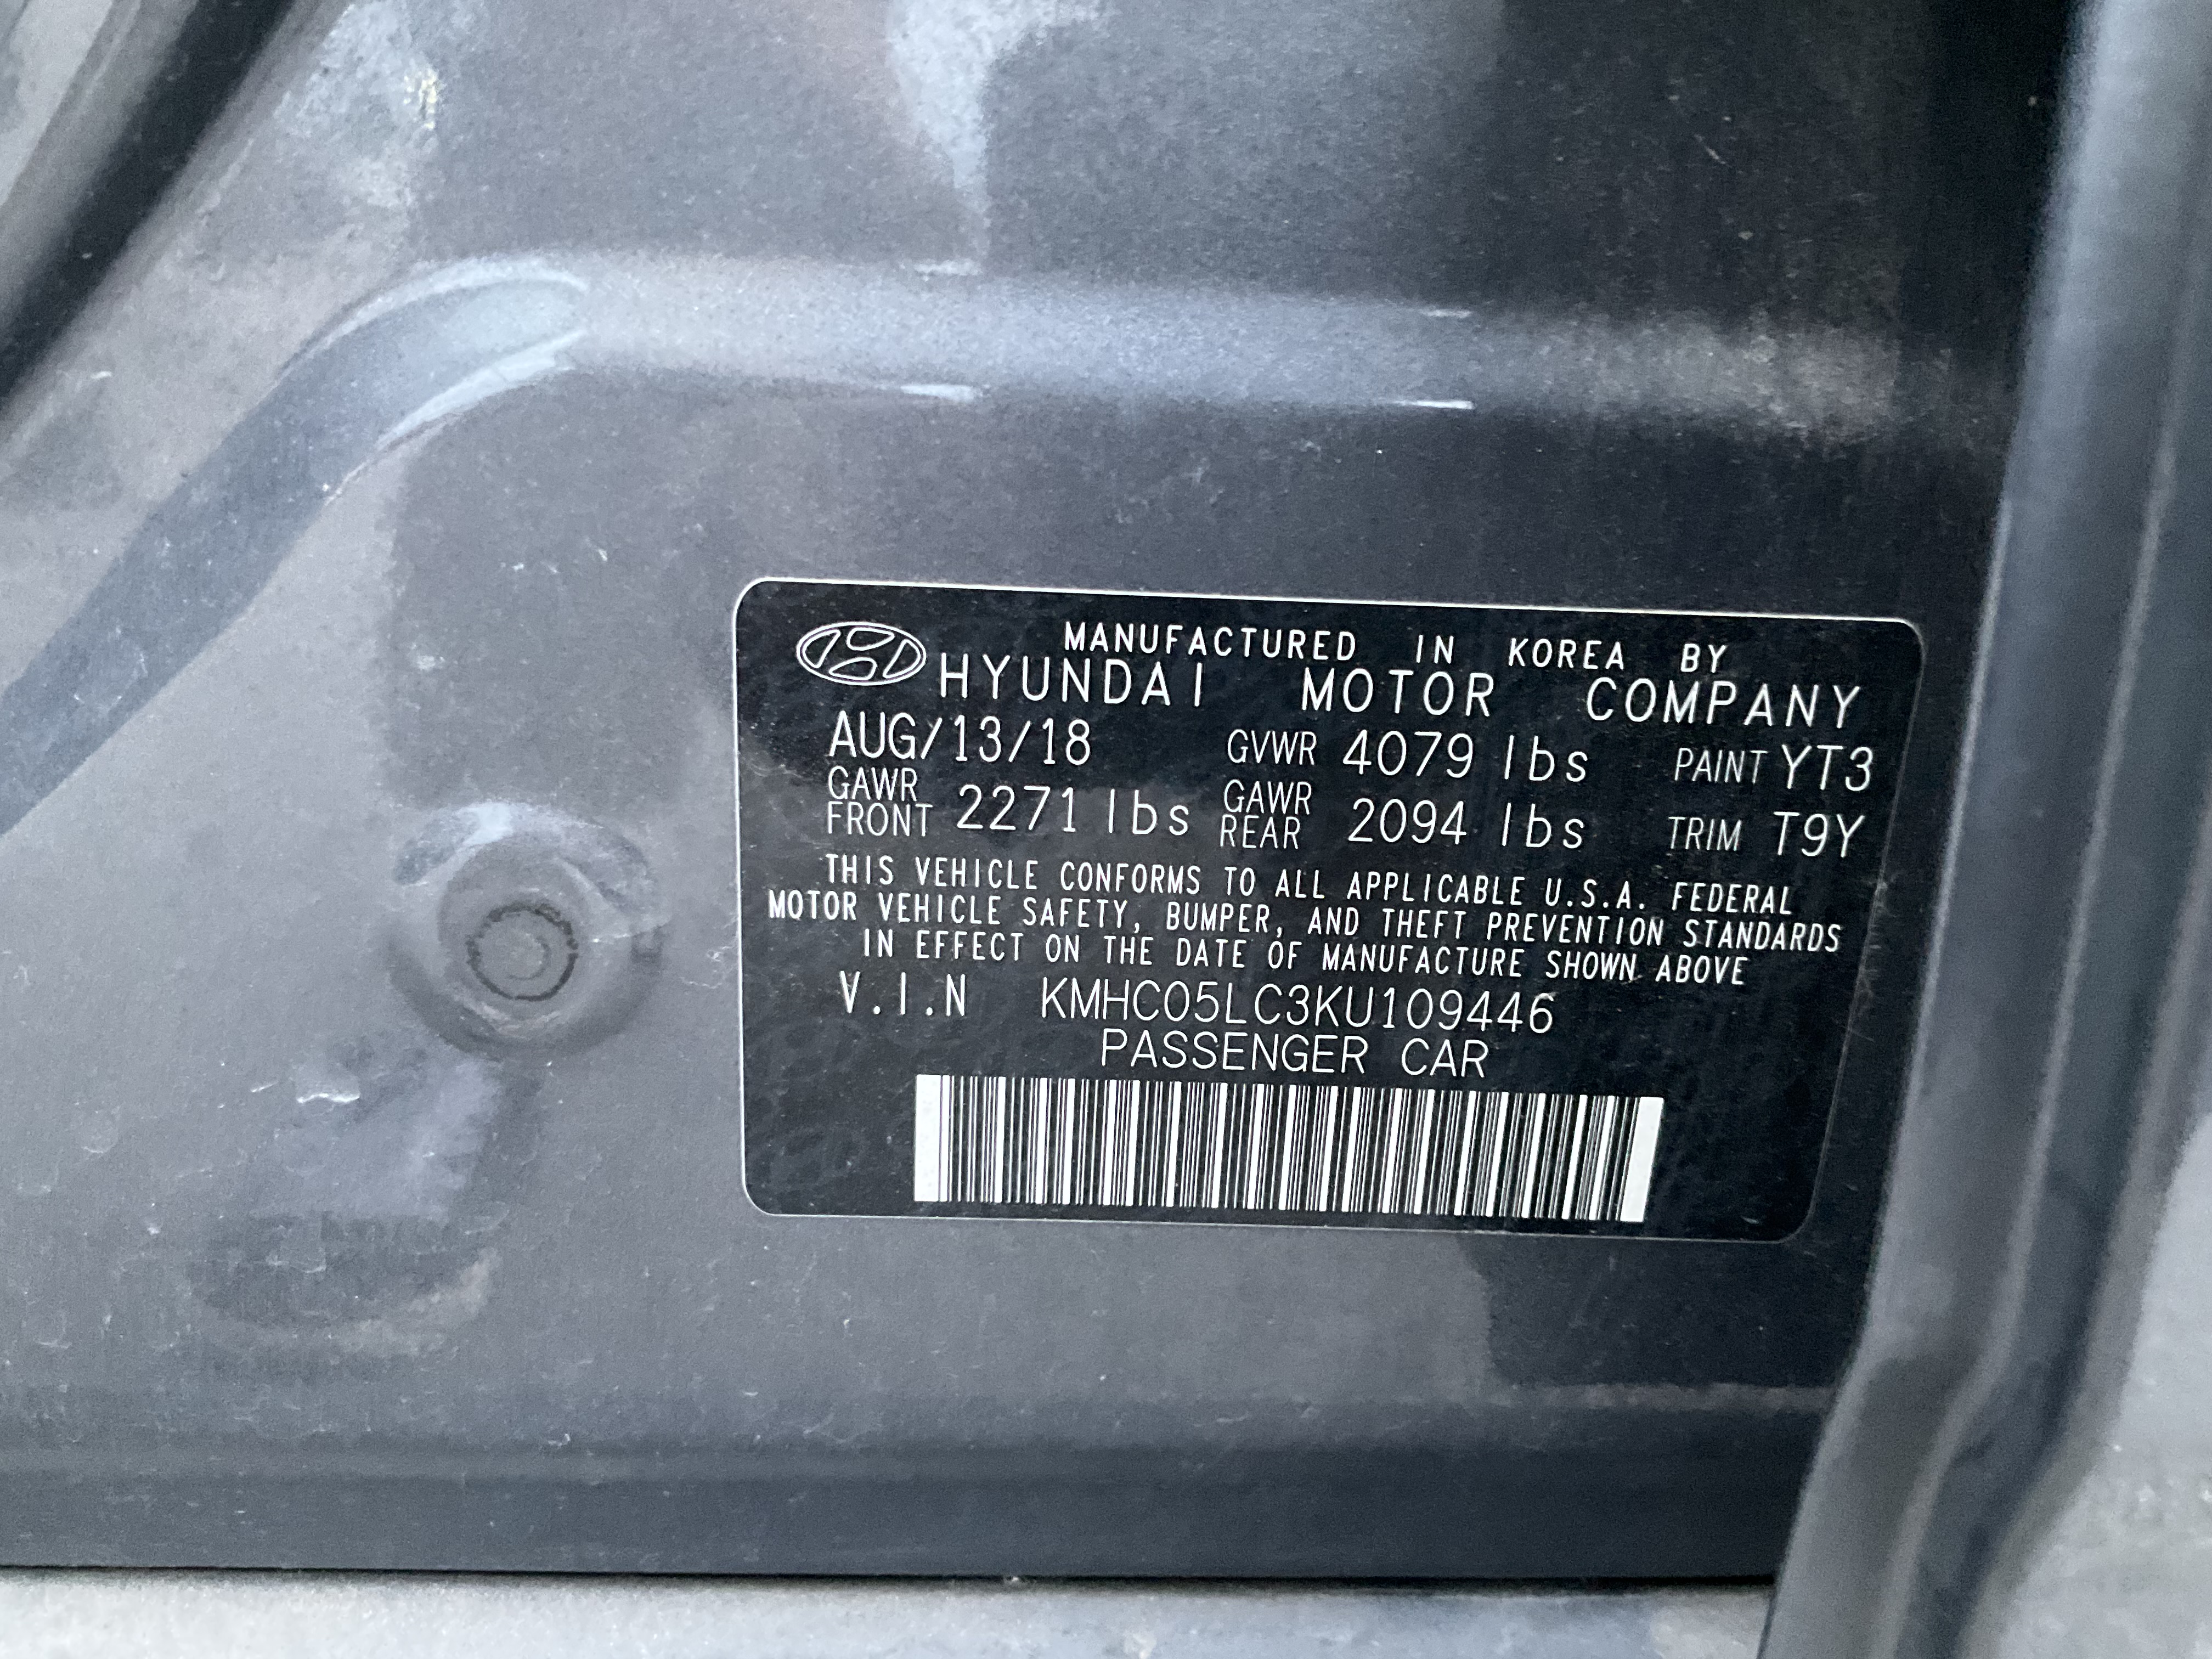 MANUFACTURED IN KOREA BY
HYUNDAI MOTOR COMPANY
AUG/13/18 GVWR 4079 lbs PAINT YT3
GAWR FRONT 2271 lbs GAWR REAR 2094 lbs TRIM T9Y
THIS VEHICLE CONFORMS TO ALL APPLICABLE U.S.A. FEDERAL
MOTOR VEHICLE SAFETY, BUMPER, AND THEFT PREVENTION STANDARDS
IN EFFECT ON THE DATE OF MANUFACTURE SHOWN ABOVE
V.I.N KMHC05LC3KU109446
PASSENGER CAR